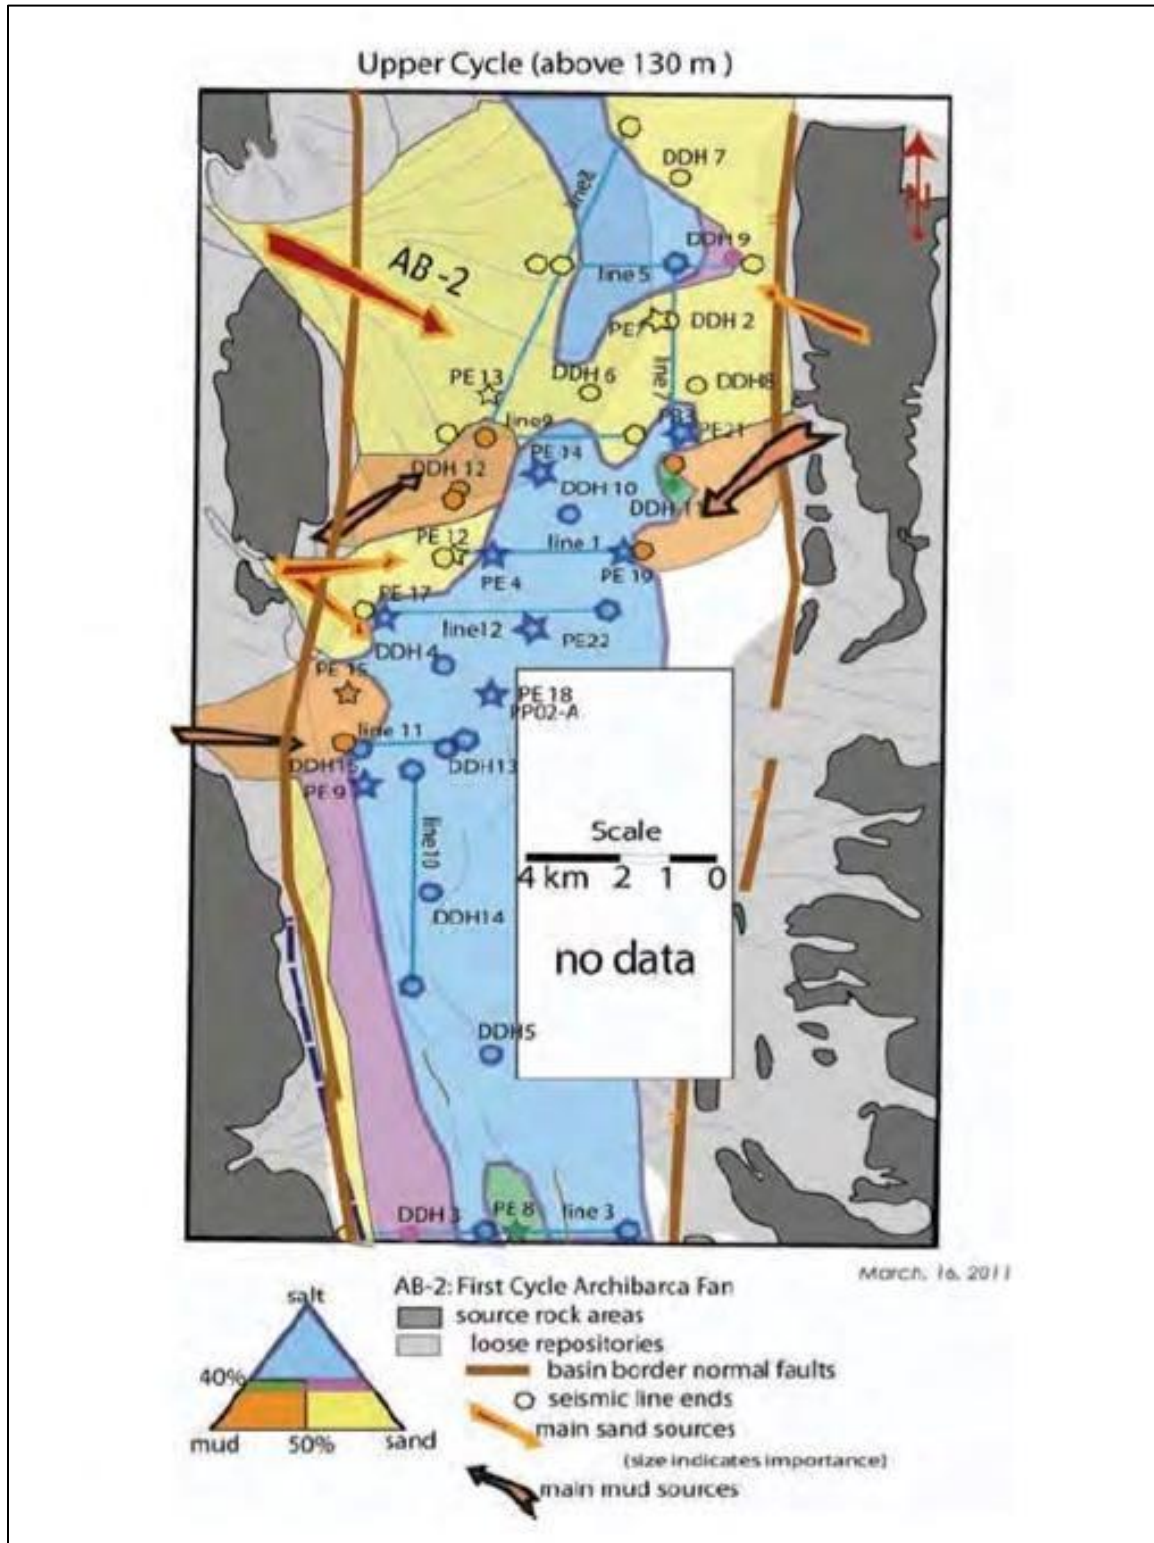 Upper Cycle (above 130 m )
DDH 7
line2
DDH 9
AB -2
line 5
PE7
DDH 2
line 7
PE 13
DDH 6
DDH8
line9
PE21
PE 14
DDH 12
DDH 10
DDH 11
PE 12
line 1
PE 4
PE 19
PE 17
line12
PE22
DDH 4
PE 15
PE 18
PP02-A
line 11
DDH16
DDH13
PE 9
line10
Scale
4 km 2 1 0
DDH14
no data
DDH5
DDH 3
PE 8
line 3
March, 16, 2011
AB-2: First Cycle Archibarca Fan
salt
source rock areas
loose repositories
40%
basin border normal faults
seismic line ends
main sand sources
mud 50% sand
(size indicates importance)
main mud sources